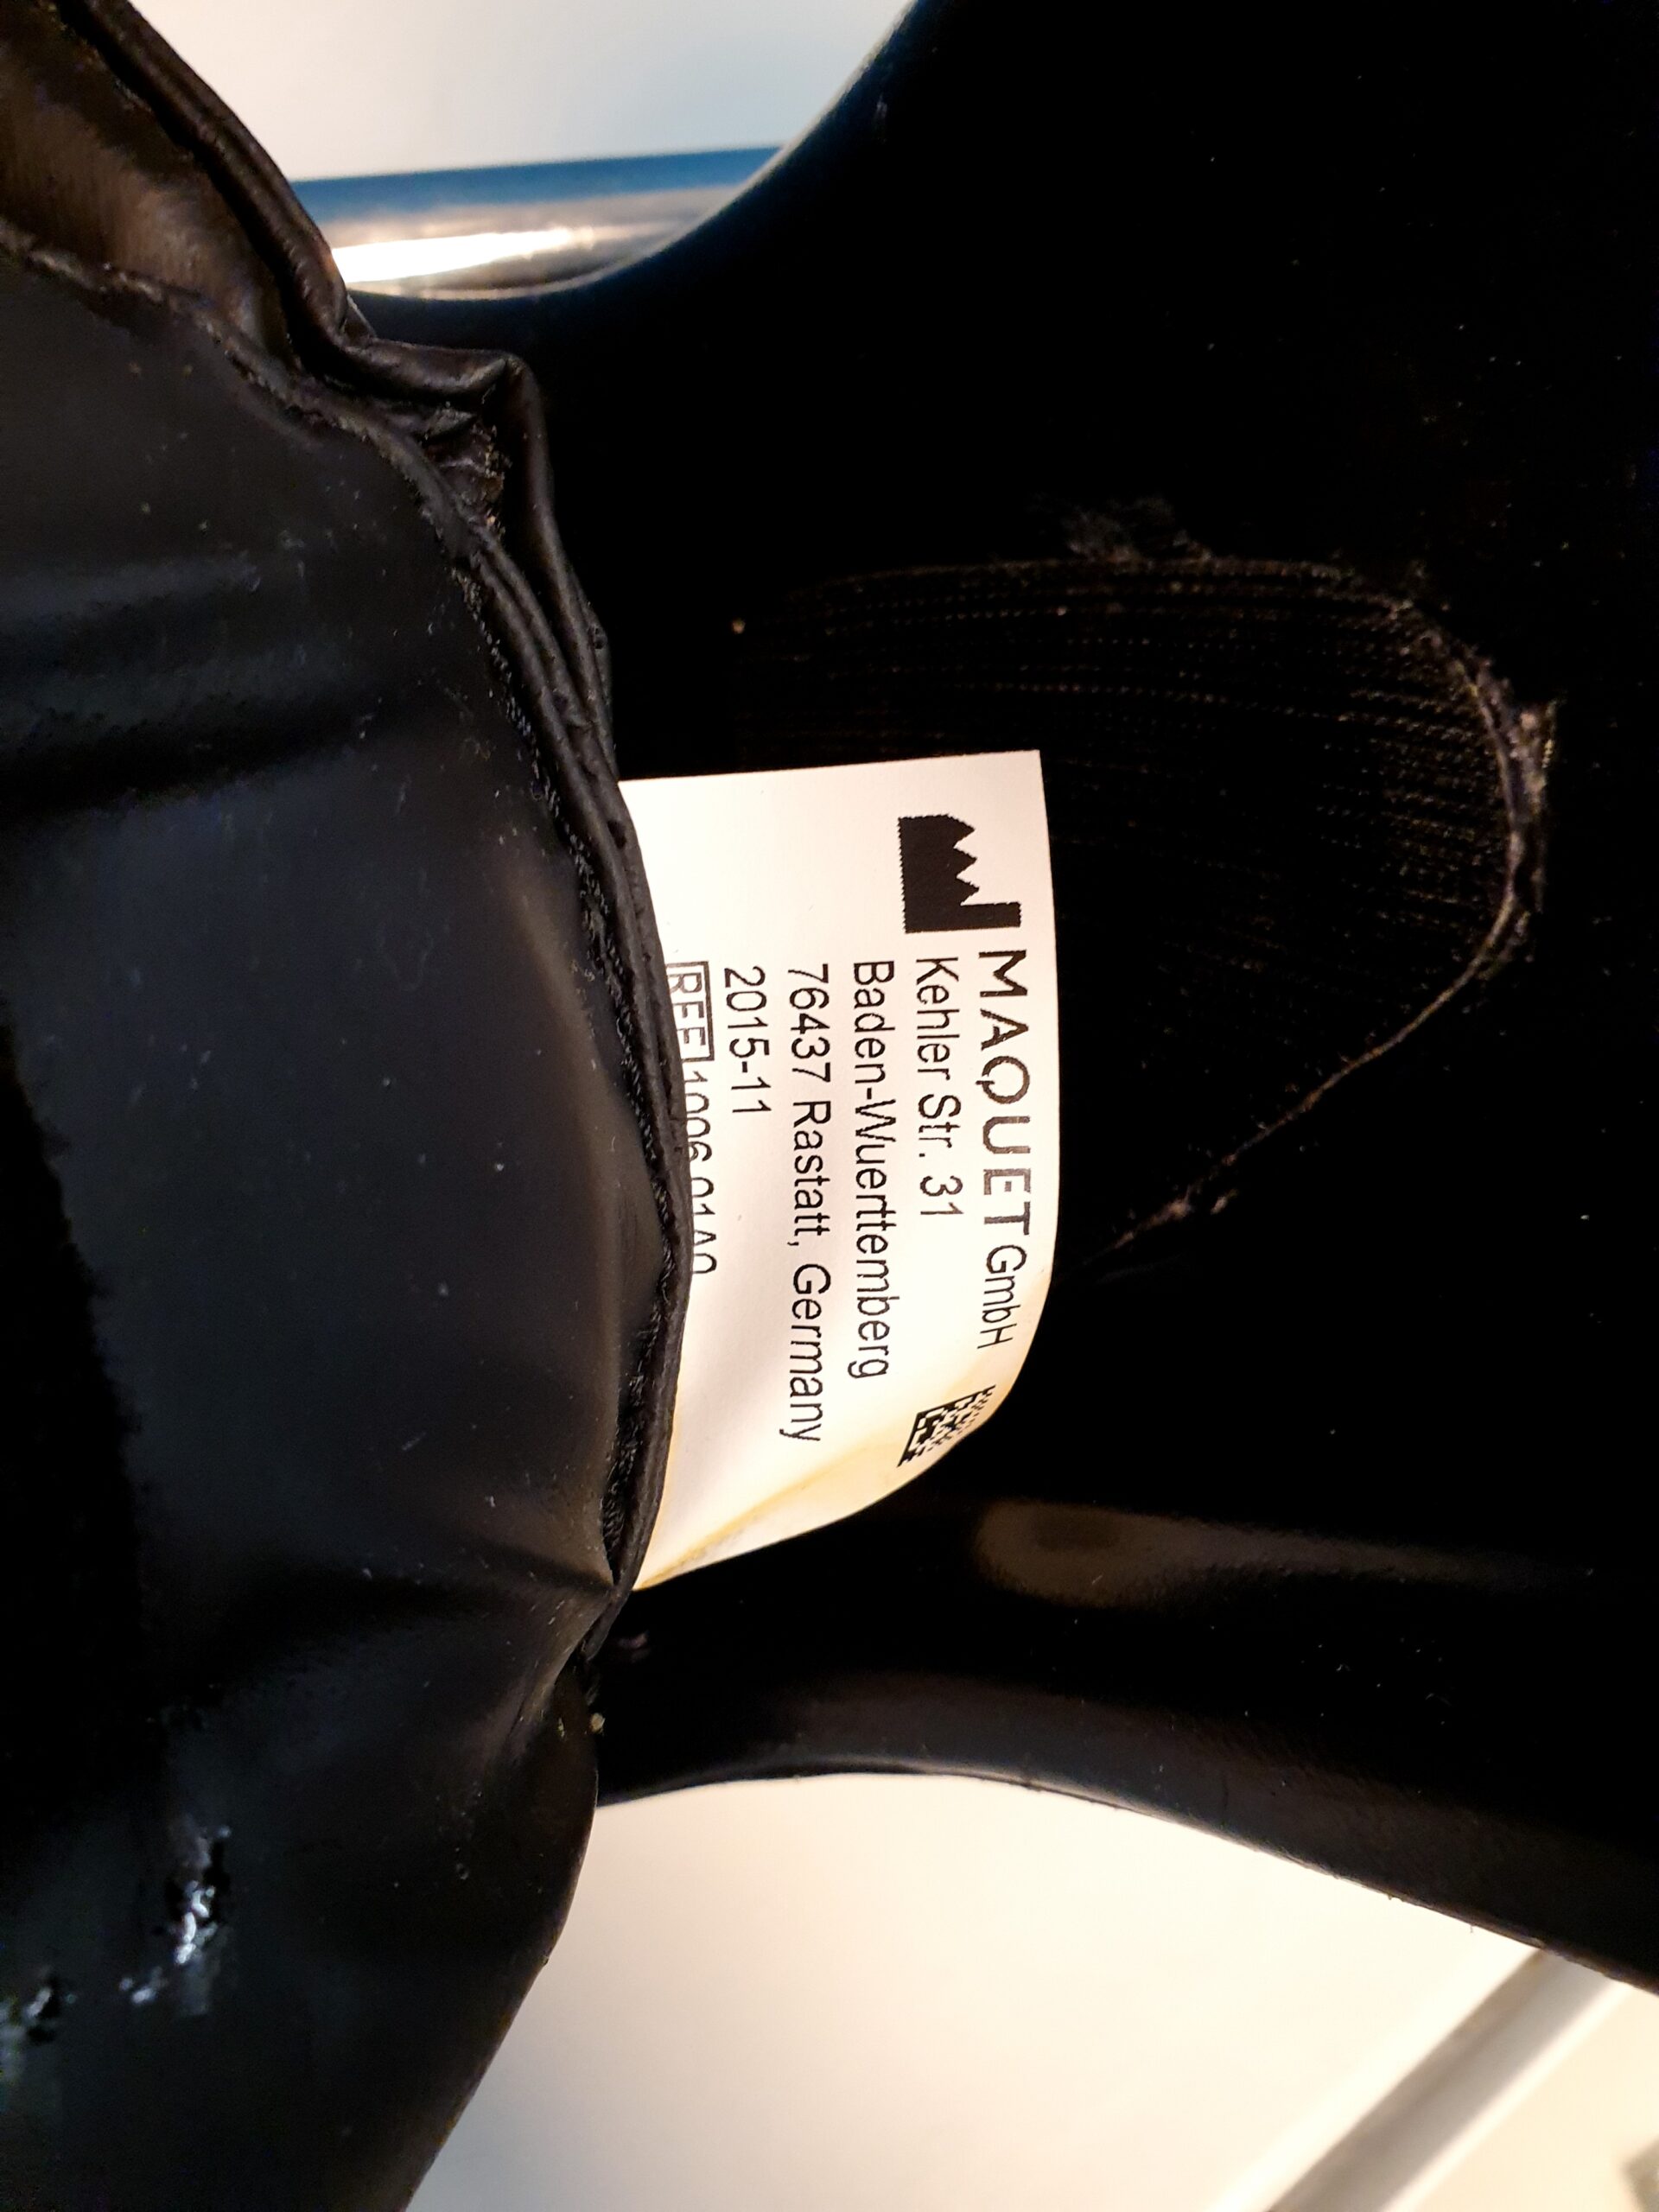 MAQUET GmbH
Kehler Str. 31
Baden-Wuerttemberg
76437 Rastatt, Germany
2015-11
REF